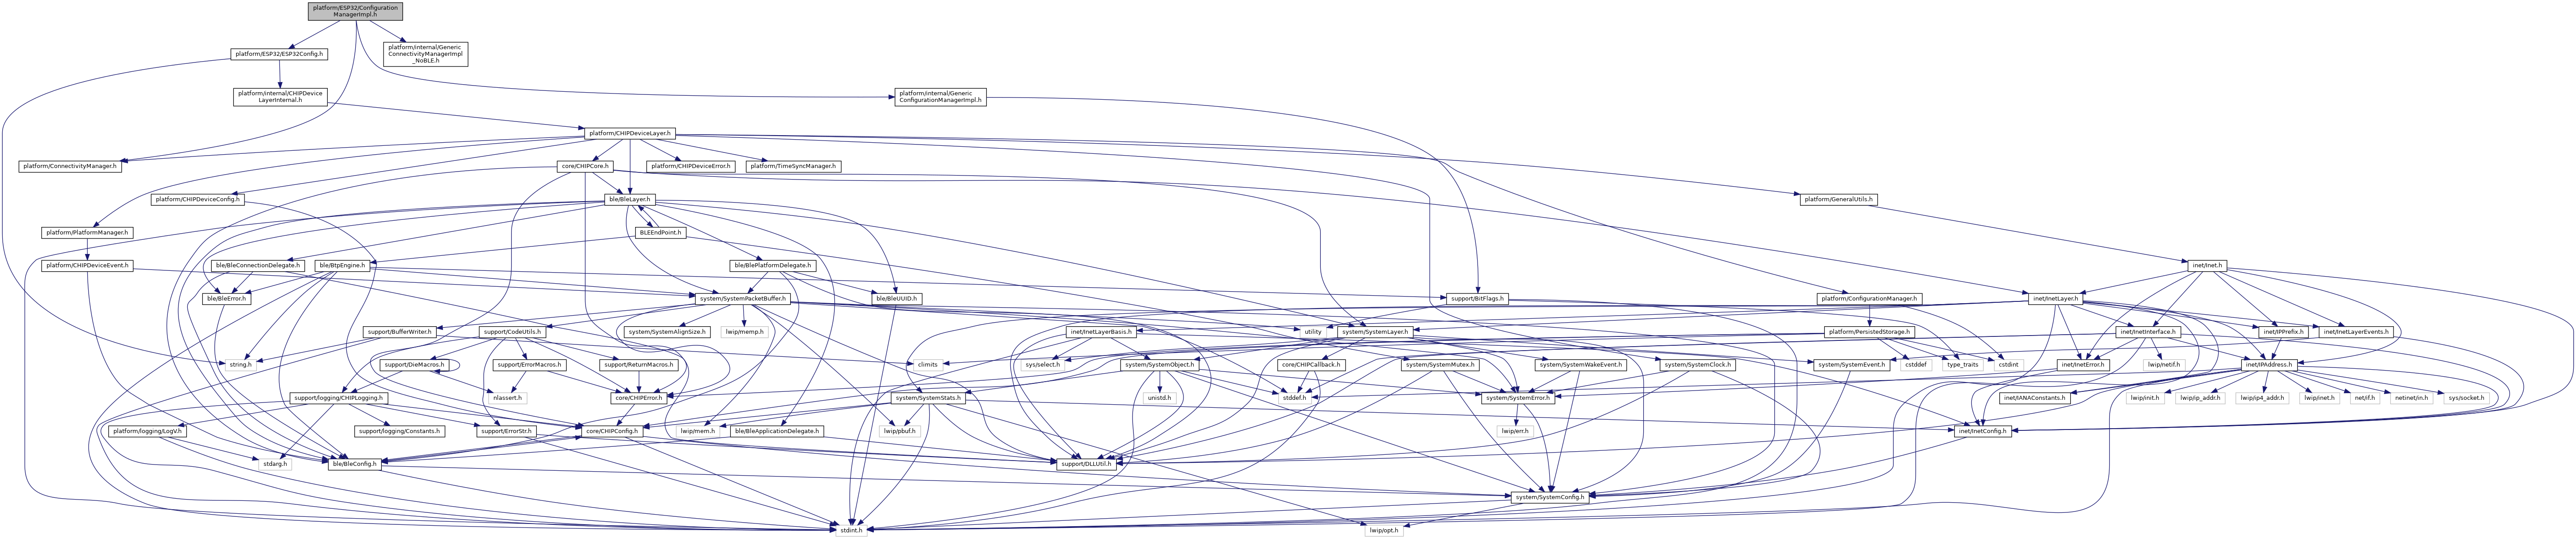 platform/ESP32/Configuration
ManagerImpl.h
platform/ESP32/ESP32Config.h
platform/internal/Generic
ConnectivityManagerImpl
_NoBLE.h
platform/internal/CHIPDevice
LayerInternal.h
platform/internal/Generic
ConfigurationManagerImpl.h
platform/CHIPDeviceLayer.h
platform/ConnectivityManager.h
core/CHIPCore.h
platform/CHIPDeviceError.h
platform/TimeSyncManager.h
platform/CHIPDeviceConfig.h
ble/BleLayer.h
platform/GeneralUtils.h
platform/PlatformManager.h
BLEEndPoint.h
platform/CHIPDeviceEvent.h
ble/BleConnectionDelegate.h
ble/BtpEngine.h
ble/BlePlatformDelegate.h
inet/Inet.h
ble/BleError.h
system/SystemPacketBuffer.h
ble/BleUUID.h
support/BitFlags.h
platform/ConfigurationManager.h
inet/InetLayer.h
support/BufferWriter.h
support/CodeUtils.h
system/SystemAlignSize.h
lwip/memp.h
inet/InetLayerBasis.h
utility
system/SystemLayer.h
platform/PersistedStorage.h
inet/InetInterface.h
inet/IPPrefix.h
inet/InetLayerEvents.h
string.h
support/DieMacros.h
support/ErrorMacros.h
support/ReturnMacros.h
climits
sys/select.h
system/SystemObject.h
core/CHIPCallback.h
system/SystemMutex.h
system/SystemWakeEvent.h
system/SystemClock.h
system/SystemEvent.h
cstddef
type_traits
cstdint
inet/InetError.h
lwip/netif.h
inet/IPAddress.h
support/logging/CHIPLogging.h
nlassert.h
core/CHIPError.h
system/SystemStats.h
unistd.h
stddef.h
system/SystemError.h
inet/IANAConstants.h
lwip/init.h
lwip/ip_addr.h
lwip/ip4_addr.h
lwip/inet.h
net/if.h
netinet/in.h
sys/socket.h
platform/logging/LogV.h
support/logging/Constants.h
support/ErrorStr.h
core/CHIPConfig.h
lwip/mem.h
ble/BleApplicationDelegate.h
lwip/pbuf.h
lwip/err.h
inet/InetConfig.h
stdarg.h
ble/BleConfig.h
support/DLLUtil.h
system/SystemConfig.h
stdint.h
lwip/opt.h